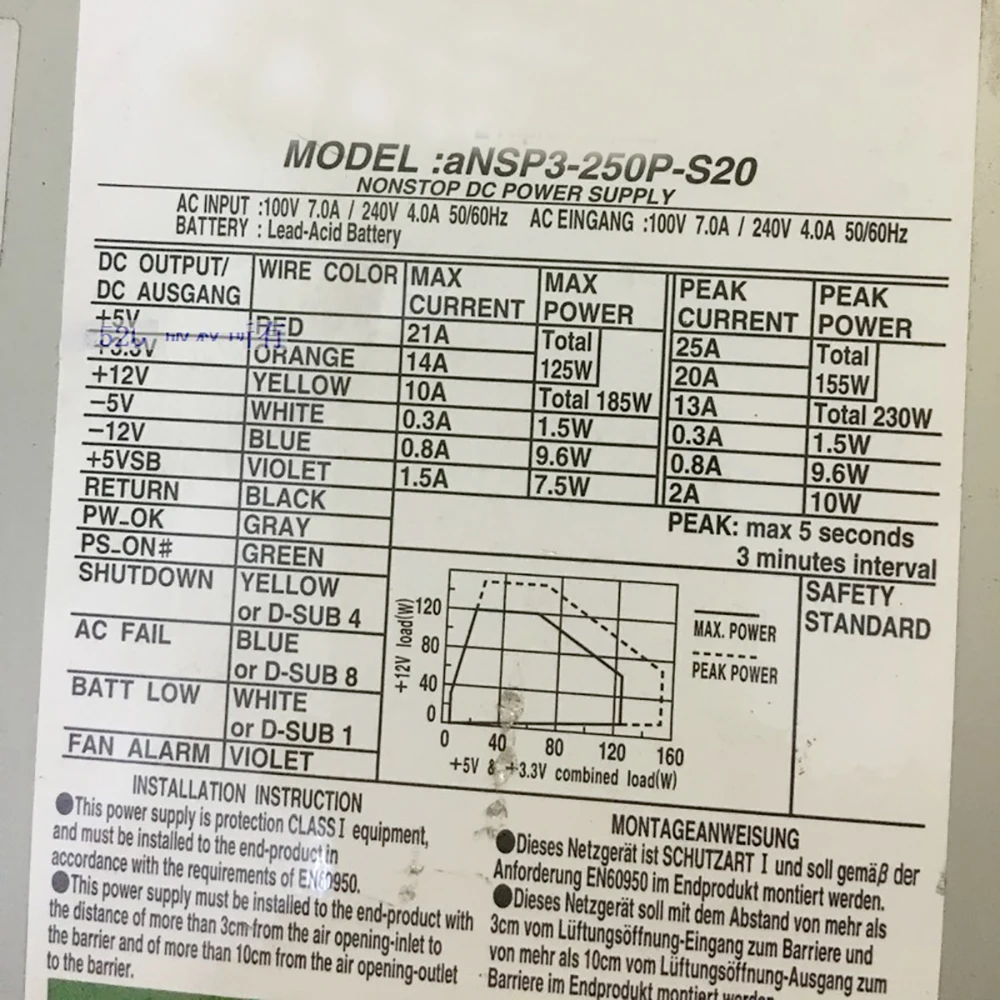 MODEL :aNSP3-250P-S20
NONSTOP DC POWER SUPPLY
AC INPUT :100V 7.0A / 240V 4.0A 50/60Hz AC EINGANG :100V 7.0A / 240V 4.0A 50/60Hz
BATTERY : Lead-Acid Battery
DC OUTPUT/ DC AUSGANG WIRE COLOR MAX CURRENT MAX POWER PEAK CURRENT PEAK POWER
+5V RED 21A Total 125W 25A Total 155W
+3.3V ORANGE 14A 20A
+12V YELLOW 10A Total 185W 13A Total 230W
−5V WHITE 0.3A 1.5W 0.3A 1.5W
−12V BLUE 0.8A 9.6W 0.8A 9.6W
+5VSB VIOLET 1.5A 7.5W 2A 10W
RETURN BLACK
PEAK: max 5 seconds
3 minutes interval
PW-OK GRAY
PS-ON# GREEN
SHUTDOWN YELLOW
or D-SUB 4
AC FAIL BLUE
or D-SUB 8
BATT LOW WHITE
or D-SUB 1
FAN ALARM VIOLET
+12V load(W)
120
80
40
0
0 40 80 120 160
+5V & +3.3V combined load(W)
MAX. POWER
PEAK POWER
SAFETY
STANDARD
INSTALLATION INSTRUCTION
●This power supply is protection CLASS I equipment,
and must be installed to the end-product in
accordance with the requirements of EN60950.
●This power supply must be installed to the end-product with
the distance of more than 3cm from the air opening-inlet to
the barrier and of more than 10cm from the air opening-outlet
to the barrier.
MONTAGEANWEISUNG
●Dieses Netzgerät ist SCHUTZART I und soll gemäβ der
Anforderung EN60950 im Endprodukt montiert werden.
●Dieses Netzgerät soll mit dem Abstand von mehr als
3cm vom Lüftungsöffnung-Eingang zum Barriere und
von mehr als 10cm vom Lüftungsöffnung-Ausgang zum
Barriere im Endprodukt montiert werden.